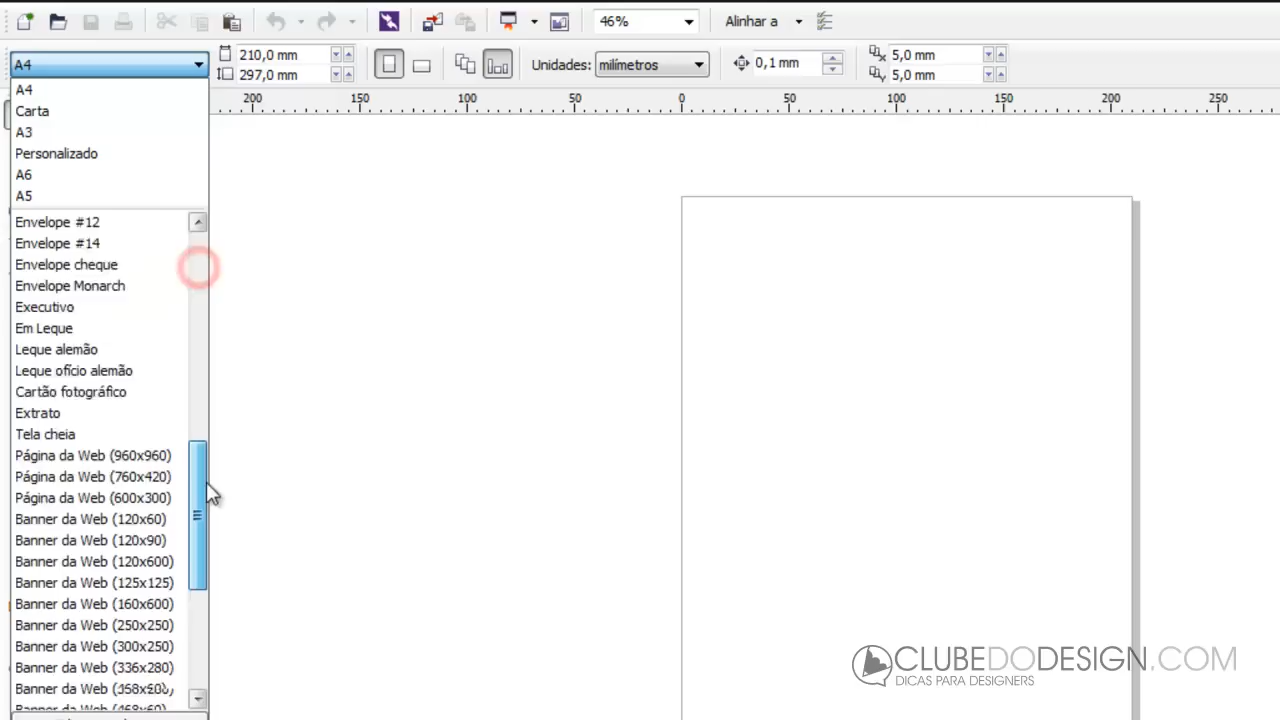 46%
Alinhar a
A4
210,0 mm
297,0 mm
Unidades: milímetros
0,1 mm
5,0 mm
5,0 mm
200 150 100 50 0 50 100 150 200 250
A4
Carta
A3
Personalizado
A6
A5
Envelope #12
Envelope #14
Envelope cheque
Envelope Monarch
Executivo
Em Leque
Leque alemão
Leque ofício alemão
Cartão fotográfico
Extrato
Tela cheia
Página da Web (960x960)
Página da Web (760x420)
Página da Web (600x300)
Banner da Web (120x60)
Banner da Web (120x90)
Banner da Web (120x600)
Banner da Web (125x125)
Banner da Web (160x600)
Banner da Web (250x250)
Banner da Web (300x250)
Banner da Web (336x280)
Banner da Web
Banner da Web (468x60)
CLUBEDODESIGN.COM
DICAS PARA DESIGNERS